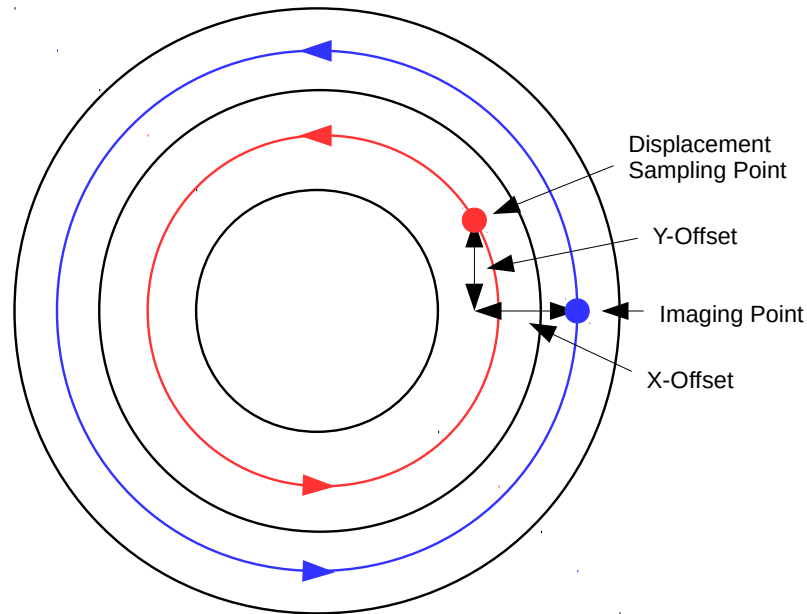 Displacement
Sampling Point
Y-Offset
Imaging Point
X-Offset